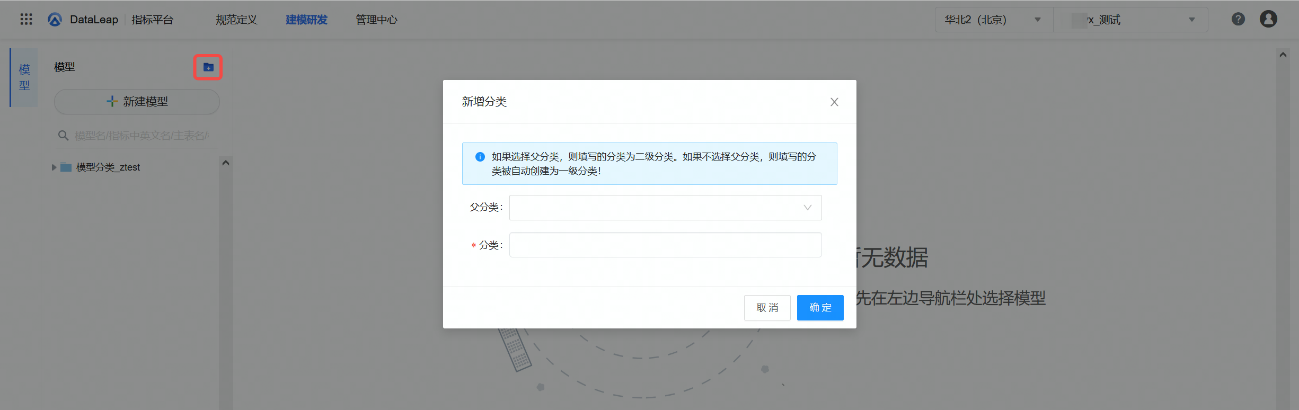 DataLeap 指标平台 规范定义 建模研发 管理中心 华北2（北京） x_测试
模型
模型
新建模型
模型名/指标中英文名/主表名/
模型分类_ztest
新增分类
如果选择父分类，则填写的分类为二级分类。如果不选择父分类，则填写的分
类被自动创建为一级分类！
父分类：
* 分类：
取消 确定
暂无数据
先在左边导航栏处选择模型